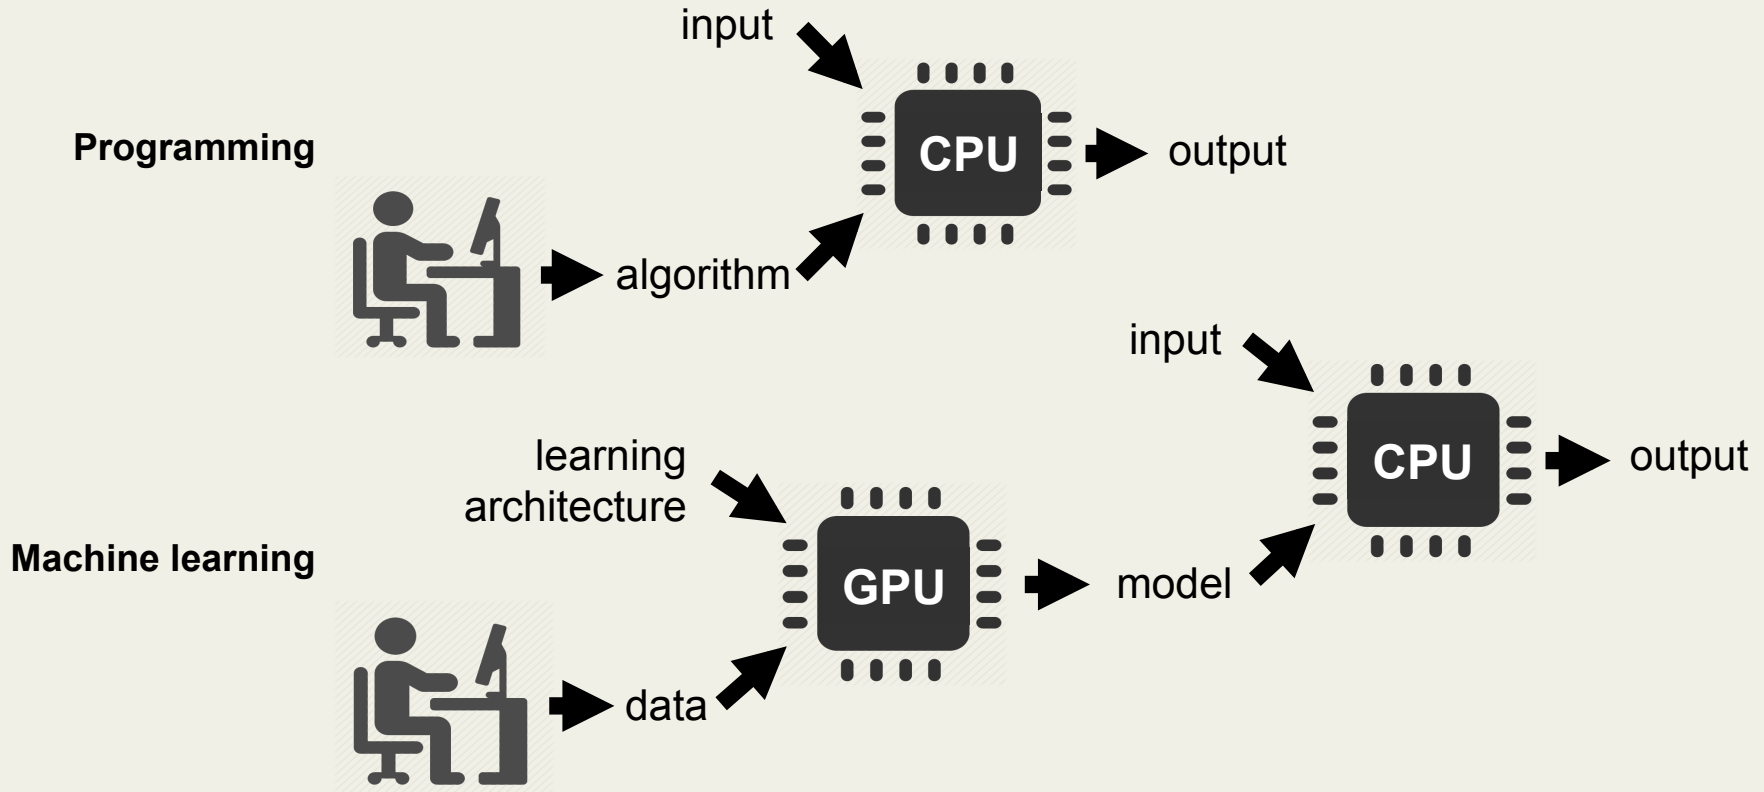 input
Programming
CPU
output
algorithm
input
learning
architecture
CPU
output
Machine learning
GPU
model
data